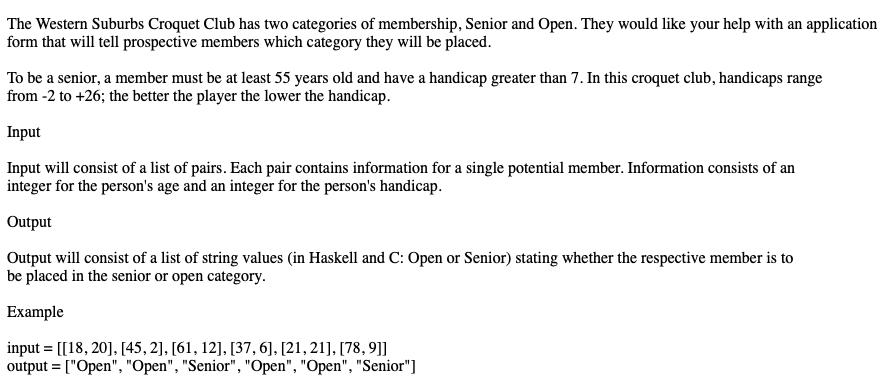 The Western Suburbs Croquet Club has two categories of membership, Senior and Open. They would like your help with an application
form that will tell prospective members which category they will be placed.
To be a senior, a member must be at least 55 years old and have a handicap greater than 7. In this croquet club, handicaps range
from -2 to +26; the better the player the lower the handicap.
Input
Input will consist of a list of pairs. Each pair contains information for a single potential member. Information consists of an
integer for the person's age and an integer for the person's handicap.
Output
Output will consist of a list of string values (in Haskell and C: Open or Senior) stating whether the respective member is to
be placed in the senior or open category.
Example
input = [[18, 20], [45, 2], [61, 12], [37, 6], [21, 21], [78, 9]]
output = ["Open", "Open", "Senior", "Open", "Open", "Senior"]